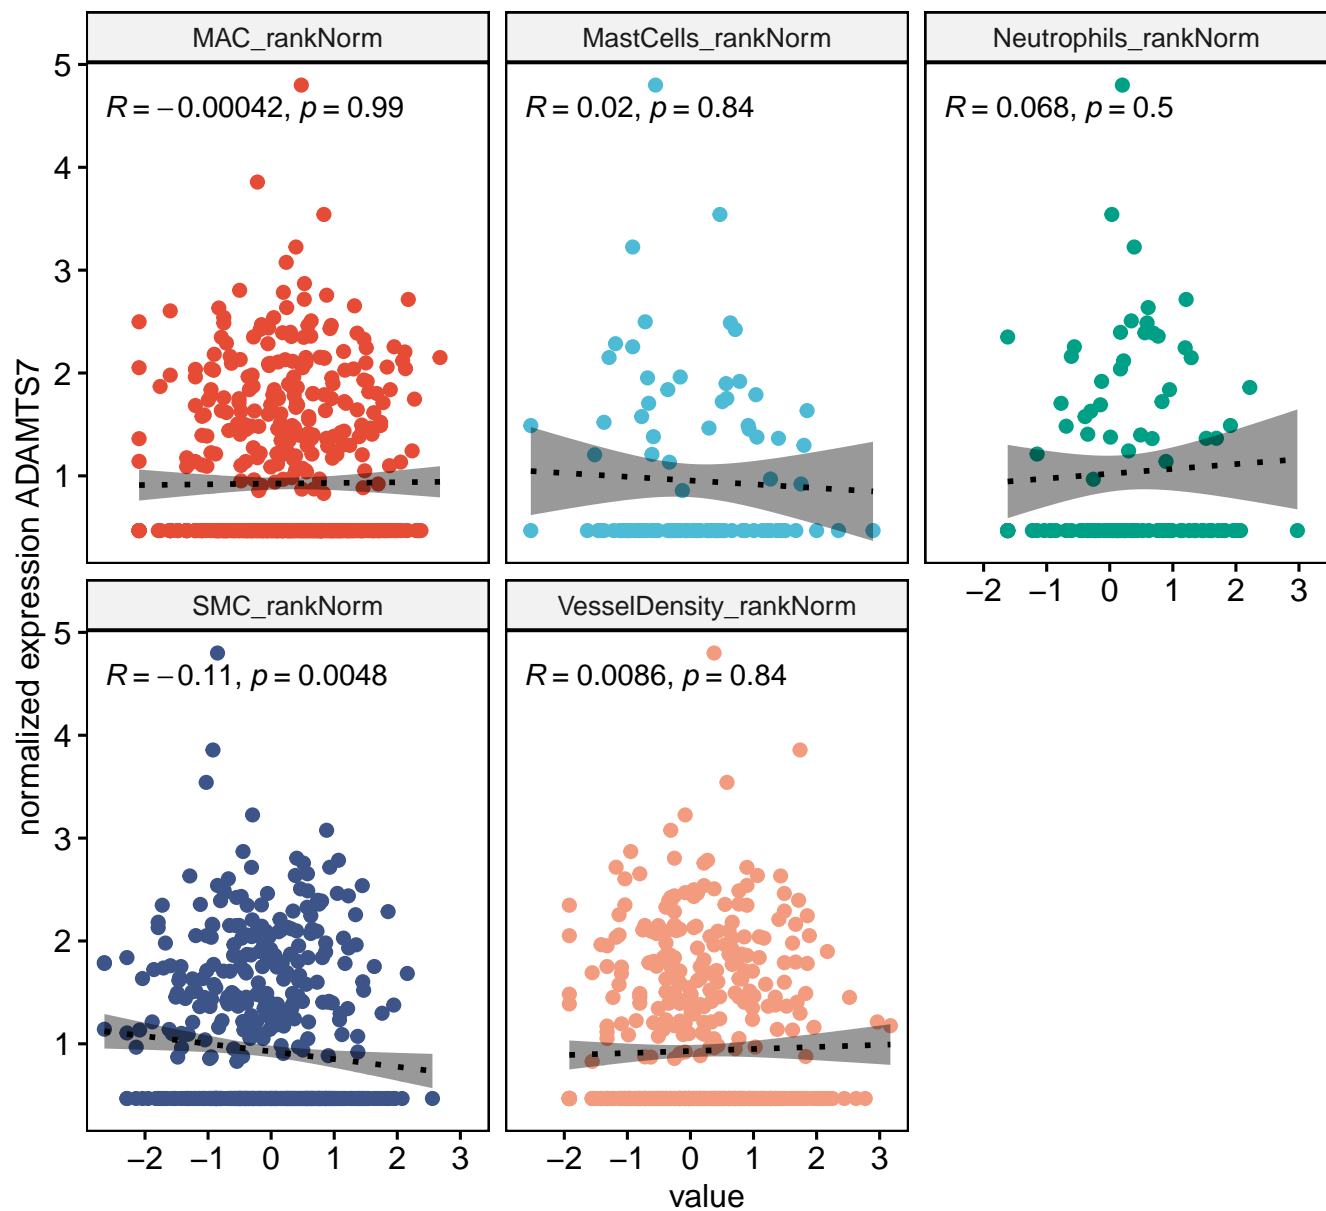 MAC_rankNorm
MastCells_rankNorm
Neutrophils_rankNorm
R = −0.00042, p = 0.99
R = 0.02, p = 0.84
R = 0.068, p = 0.5
5
4
3
2
1
−2 −1 0 1 2 3
SMC_rankNorm
VesselDensity_rankNorm
R = −0.11, p = 0.0048
R = 0.0086, p = 0.84
5
4
3
2
1
−2 −1 0 1 2 3
−2 −1 0 1 2 3
value
normalized expression ADAMTS7